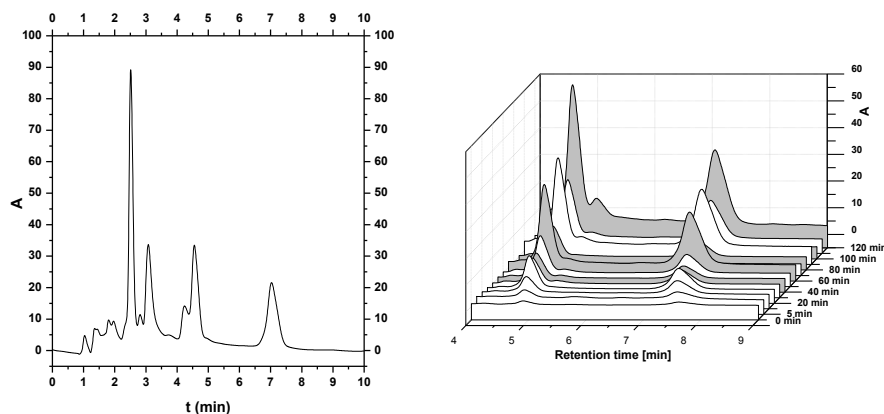 0 1 2 3 4 5 6 7 8 9 10
100 100
90 90
80 80
70 70
60 60
50 50
40 40
30 30
20 20
10 10
0 0
A
0 1 2 3 4 5 6 7 8 9 10
t (min)
60
50
40
30
20
10
0
A
120 min
100 min
80 min
60 min
40 min
20 min
5 min
0 min
4 5 6 7 8 9
Retention time [min]